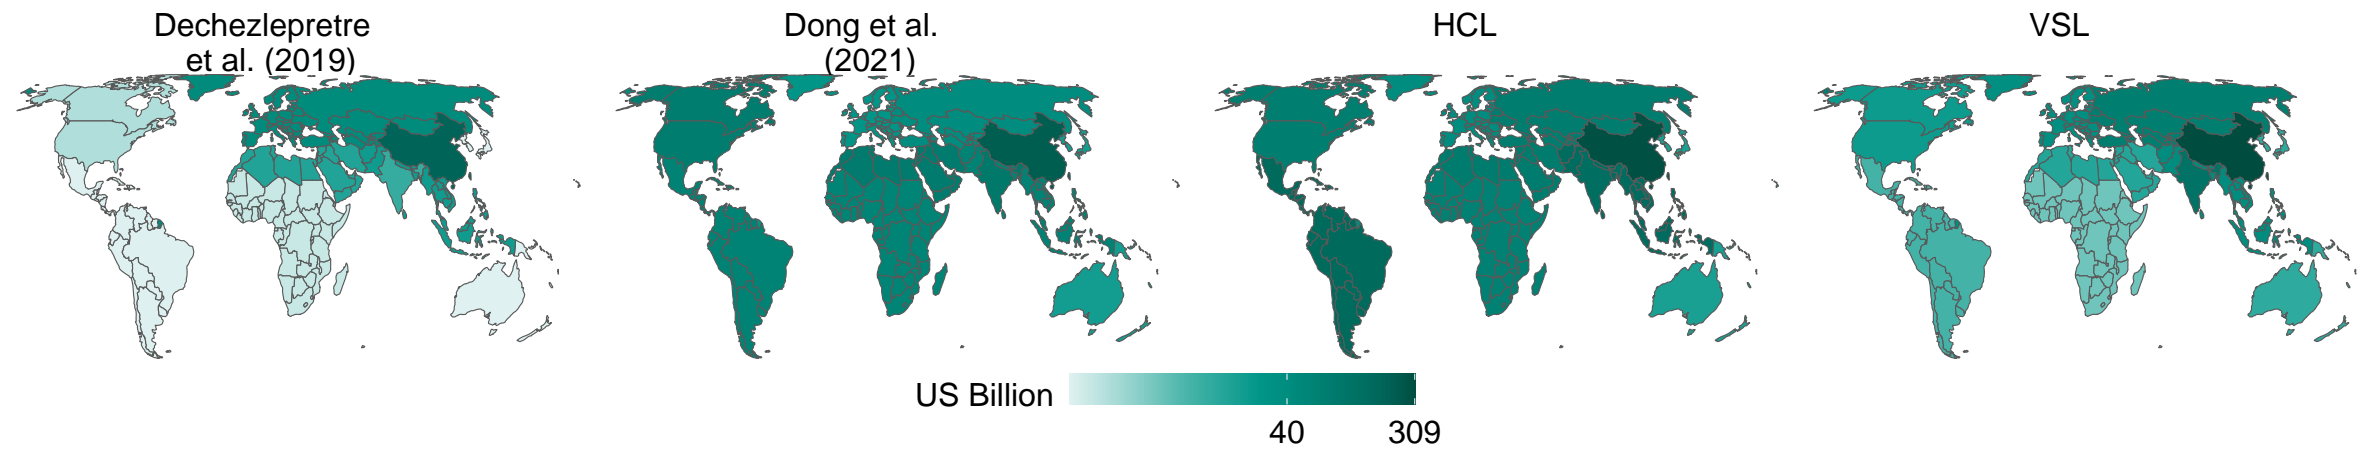 Dechezlepretre
et al. (2019)
Dong et al.
(2021)
HCL
VSL
US Billion
40
309